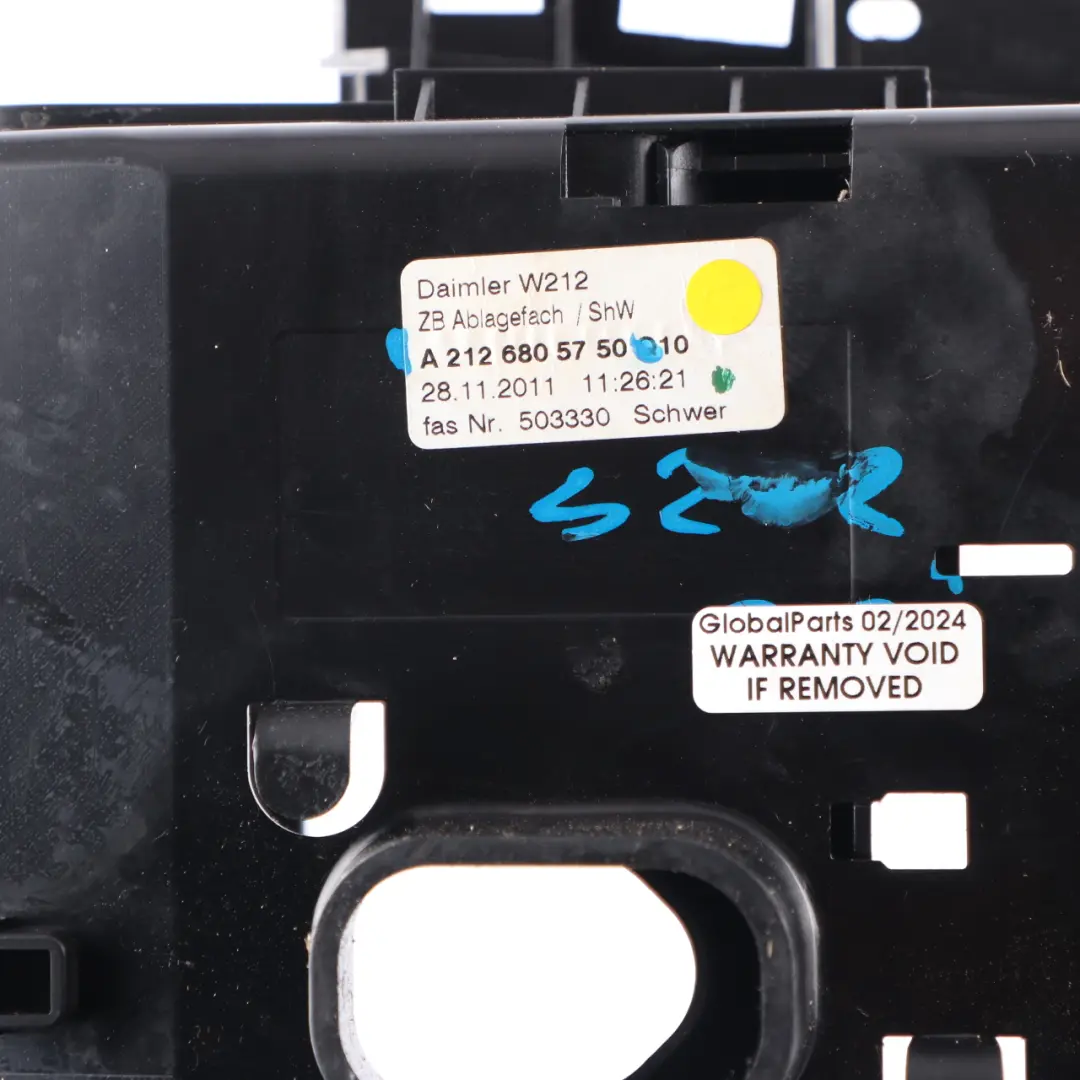 Daimler W212
ZB Ablagefach / ShW
A 212 680 57 50
28.11.2011 11:26:21
fas Nr. 503330 Schwer
GlobalParts 02/2024
WARRANTY VOID
IF REMOVED